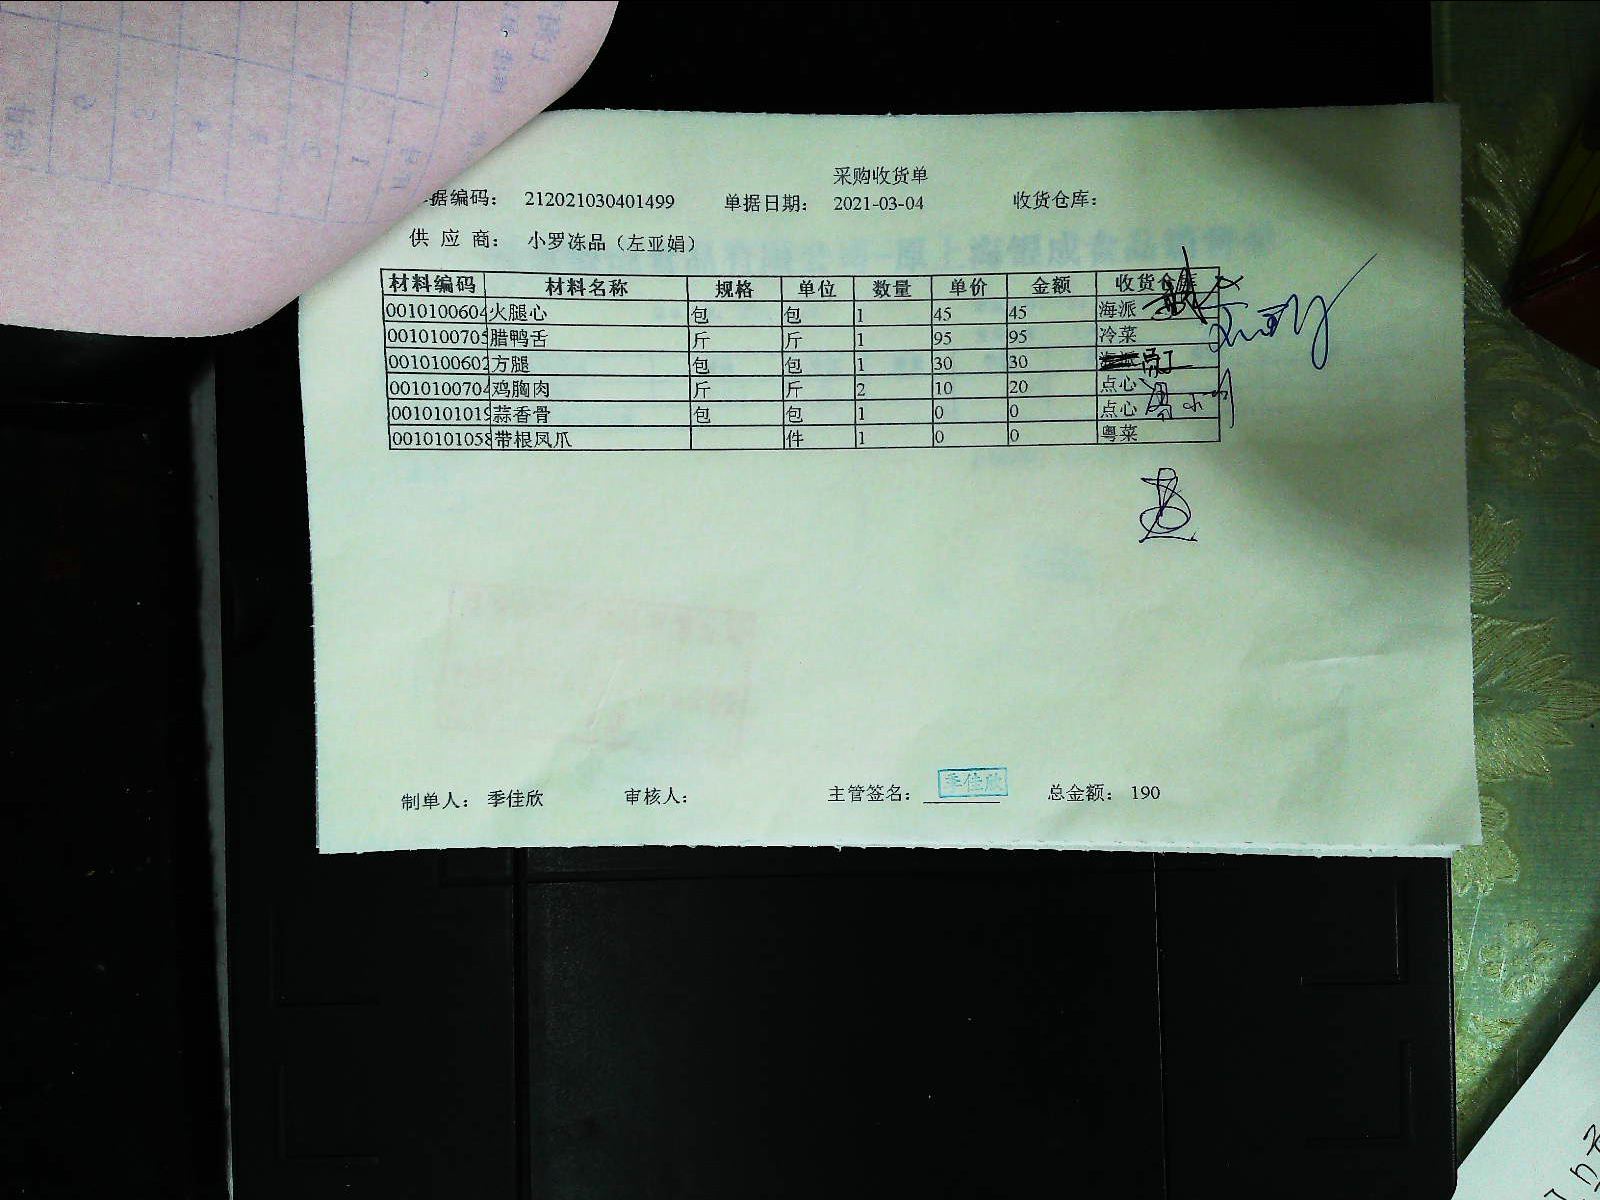 采购收货单
据编码： 212021030401499 单据日期： 2021-03-04 收货仓库：
供 应 商： 小罗冻品（左亚娟）
材料编码 材料名称 规格 单位 数量 单价 金额 收货仓库
0010100604 火腿心 包 包 1 45 45 海派
0010100705 腊鸭舌 斤 斤 1 95 95 冷菜
0010100602 方腿 包 包 1 30 30
0010100704 鸡胸肉 斤 斤 2 10 20 点心
0010101019 蒜香骨 包 包 1 0 0 点心
0010101058 带根凤爪 件 1 0 0 粤菜
制单人： 季佳欣 审核人： 主管签名： 季佳欣 总金额： 190